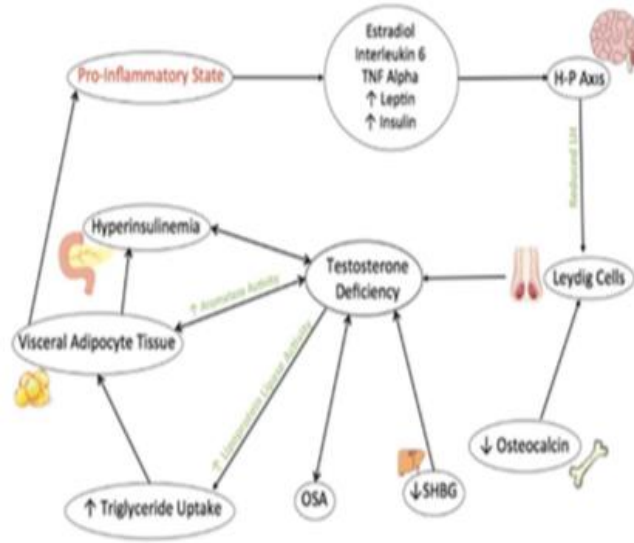 Estradiol
Interleukin 6
TNF Alpha
↑ Leptin
↑ Insulin
Pro-Inflammatory State
H-P Axis
Reduced LH
Hyperinsulinemia
Testosterone
Deficiency
Leydig Cells
↑ Aromatase Activity
Visceral Adipocyte Tissue
↑ Lipoprotein Lipase Activity
↓ Osteocalcin
↑ Triglyceride Uptake
OSA
↓SHBG